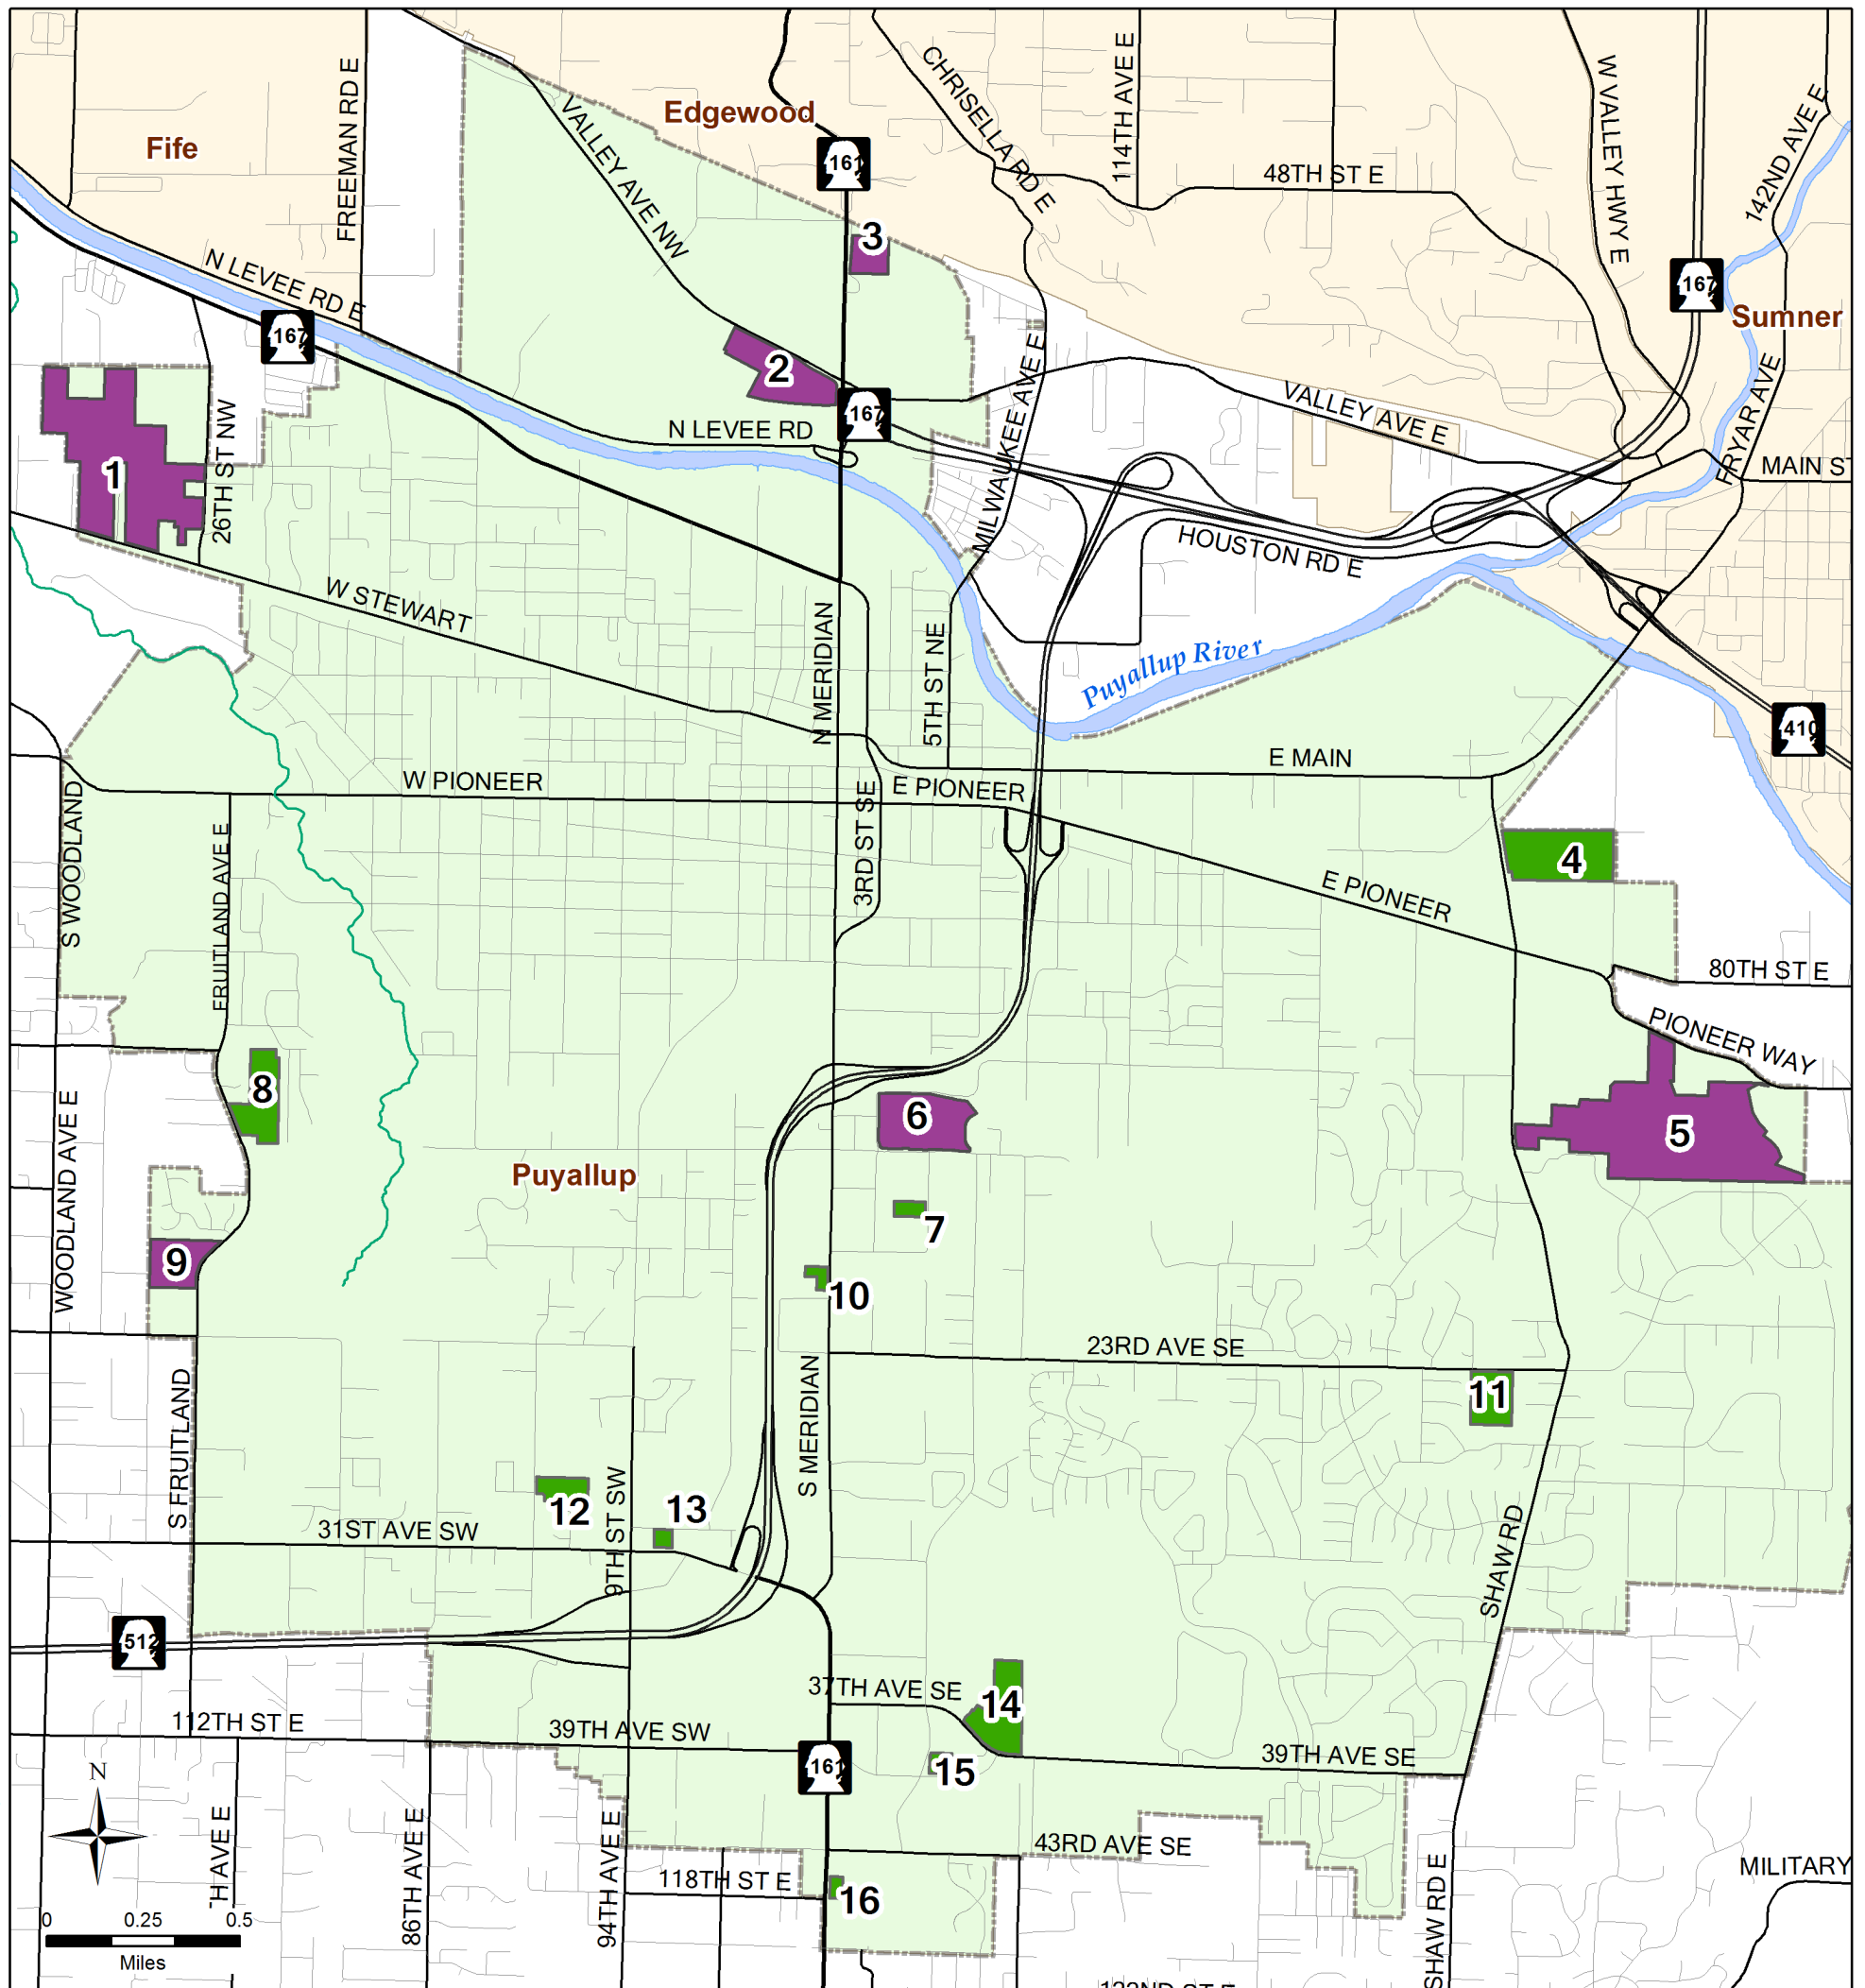 Edgewood
Fife
FREEMAN RD E
VALLEY AVE NW
161
CHRISELLA RD E
114TH AVE E
48TH ST E
W VALLEY HWY E
142ND AVE E
3
N LEVEE RD E
167
167
Sumner
2
167
N LEVEE RD
MILWAUKEE AVE E
VALLEY AVE E
FRYAR AVE
MAIN ST
1
26TH ST NW
HOUSTON RD E
W STEWART
N MERIDIAN
5TH ST NE
Puyallup River
410
E MAIN
W PIONEER
E PIONEER
S WOODLAND
FRUITLAND AVE E
3RD ST SE
4
E PIONEER
80TH ST E
PIONEER WAY
8
6
5
WOODLAND AVE E
Puyallup
7
9
10
23RD AVE SE
11
S FRUITLAND
S MERIDIAN
12
13
31ST AVE SW
9TH ST SW
SHAW RD
512
37TH AVE SE
14
112TH ST E
39TH AVE SW
161
15
39TH AVE SE
N
H AVE E
86TH AVE E
94TH AVE E
43RD AVE SE
118TH ST E
16
SHAW RD E
MILITARY
0 0.25 0.5
Miles